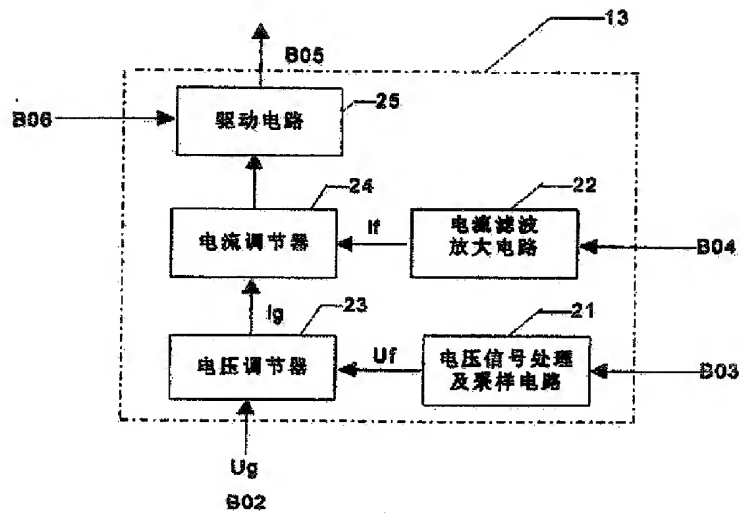 13
B05
25
B06
驱动电路
24
22
电流调节器
If
电流滤波
放大电路
B04
Ig
23
21
电压调节器
Uf
电压信号处理
及采样电路
B03
Ug
B02